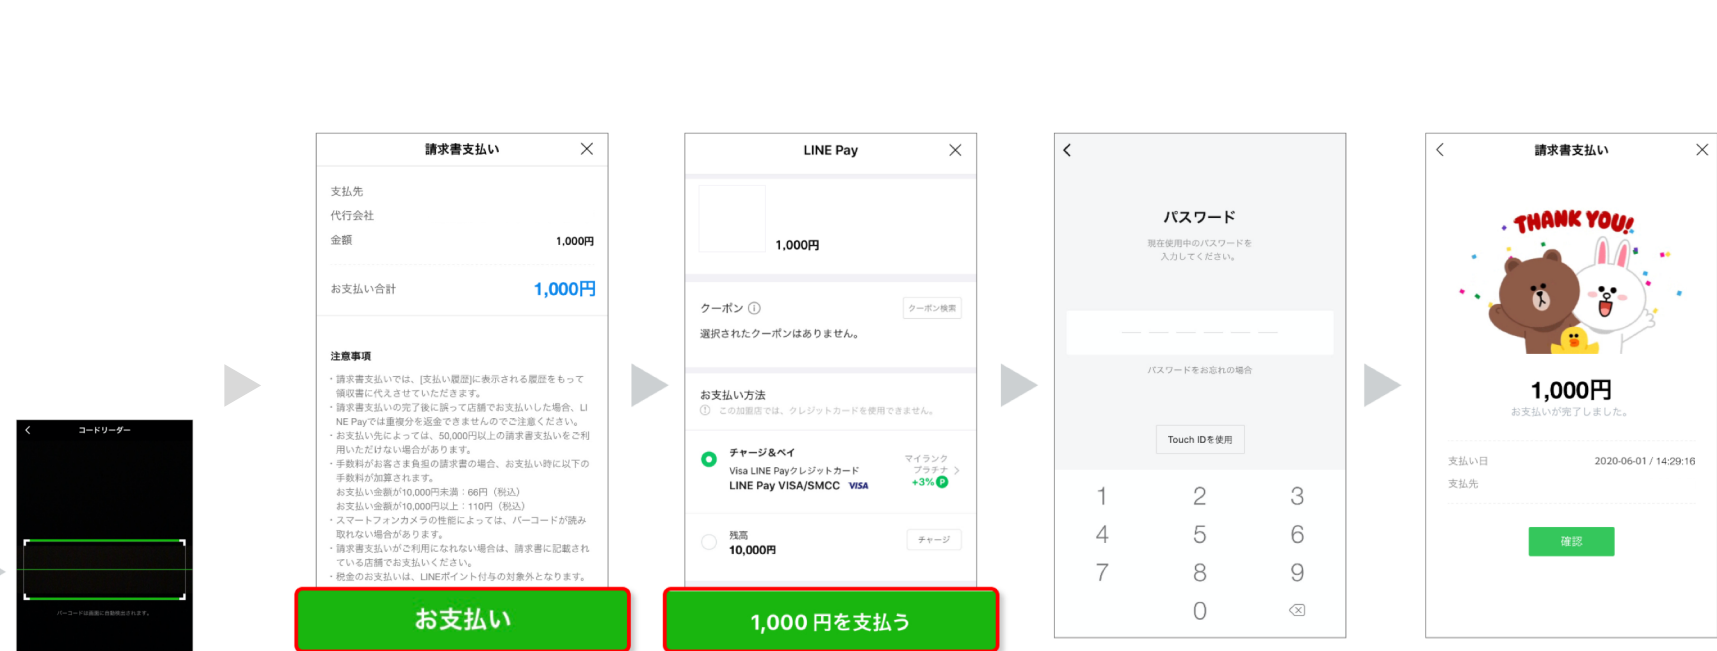 コードリーダー
バーコードは画面に自動検出されます。
請求書支払い
支払先
代行会社
金額 1,000円
お支払い合計 1,000円
注意事項
・請求書支払いでは、[支払い履歴]に表示される履歴をもって
領収書に代えさせていただきます。
・請求書支払いの完了後に誤って店舗でお支払いした場合、LI
NE Payでは重複分を返金できませんのでご注意ください。
・お支払い先によっては、50,000円以上の請求書支払いをご利
用いただけない場合があります。
・手数料がお客さま負担の請求書の場合、お支払い時に以下の
手数料が加算されます。
お支払い金額が10,000円未満：66円（税込）
お支払い金額が10,000円以上：110円（税込）
・スマートフォンカメラの性能によっては、バーコードが読み
取れない場合があります。
・請求書支払いがご利用になれない場合は、請求書に記載され
ている店舗でお支払いください。
・税金のお支払いは、LINEポイント付与の対象外となります。
お支払い
LINE Pay
1,000円
クーポン クーポン検索
選択されたクーポンはありません。
お支払い方法
この加盟店では、クレジットカードを使用できません。
チャージ&ペイ
Visa LINE Payクレジットカード
LINE Pay VISA/SMCC VISA
マイランク
プラチナ
+3% P
残高
10,000円
チャージ
1,000 円を支払う
パスワード
現在使用中のパスワードを
入力してください。
パスワードをお忘れの場合
Touch IDを使用
1 2 3
4 5 6
7 8 9
0
請求書支払い
THANK YOU!
1,000円
お支払いが完了しました。
支払い日 2020-06-01 / 14:29:16
支払先
確認